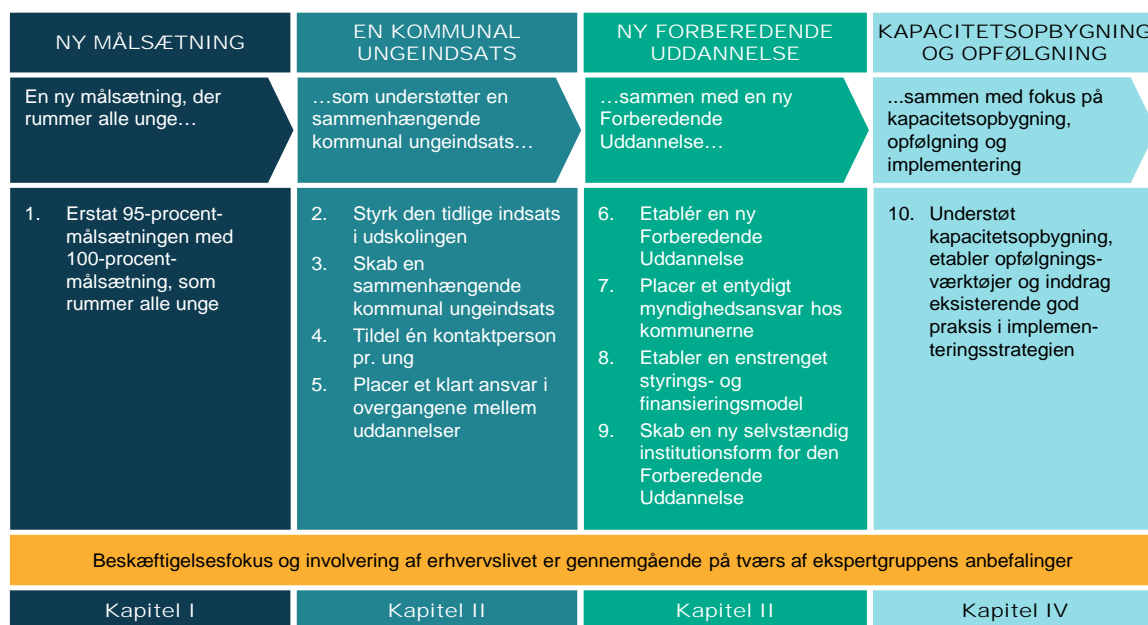 NY MÅLSÆTNING
EN KOMMUNAL
UNGEINDSATS
NY FORBEREDENDE
UDDANNELSE
KAPACITETSOPBYGNING
OG OPFØLGNING
En ny målsætning, der
rummer alle unge…
…som understøtter en
sammenhængende
kommunal ungeindsats…
…sammen med en ny
Forberedende
Uddannelse…
...sammen med fokus på
kapacitetsopbygning,
opfølgning og
implementering
1. Erstat 95-procent-
målsætningen med
100-procent-
målsætning, som
rummer alle unge
2. Styrk den tidlige indsats
i udskolingen
3. Skab en
sammenhængende
kommunal ungeindsats
4. Tildel én kontaktperson
pr. ung
5. Placer et klart ansvar i
overgangene mellem
uddannelser
6. Etablér en ny
Forberedende
Uddannelse
7. Placer et entydigt
myndighedsansvar hos
kommunerne
8. Etabler en enstrenget
styrings- og
finansieringsmodel
9. Skab en ny selvstændig
institutionsform for den
Forberedende
Uddannelse
10. Understøt
kapacitetsopbygning,
etabler opfølgnings-
værktøjer og inddrag
eksisterende god
praksis i implemen-
teringsstrategien
Beskæftigelsesfokus og involvering af erhvervslivet er gennemgående på tværs af ekspertgruppens anbefalinger
Kapitel I
Kapitel II
Kapitel II
Kapitel IV